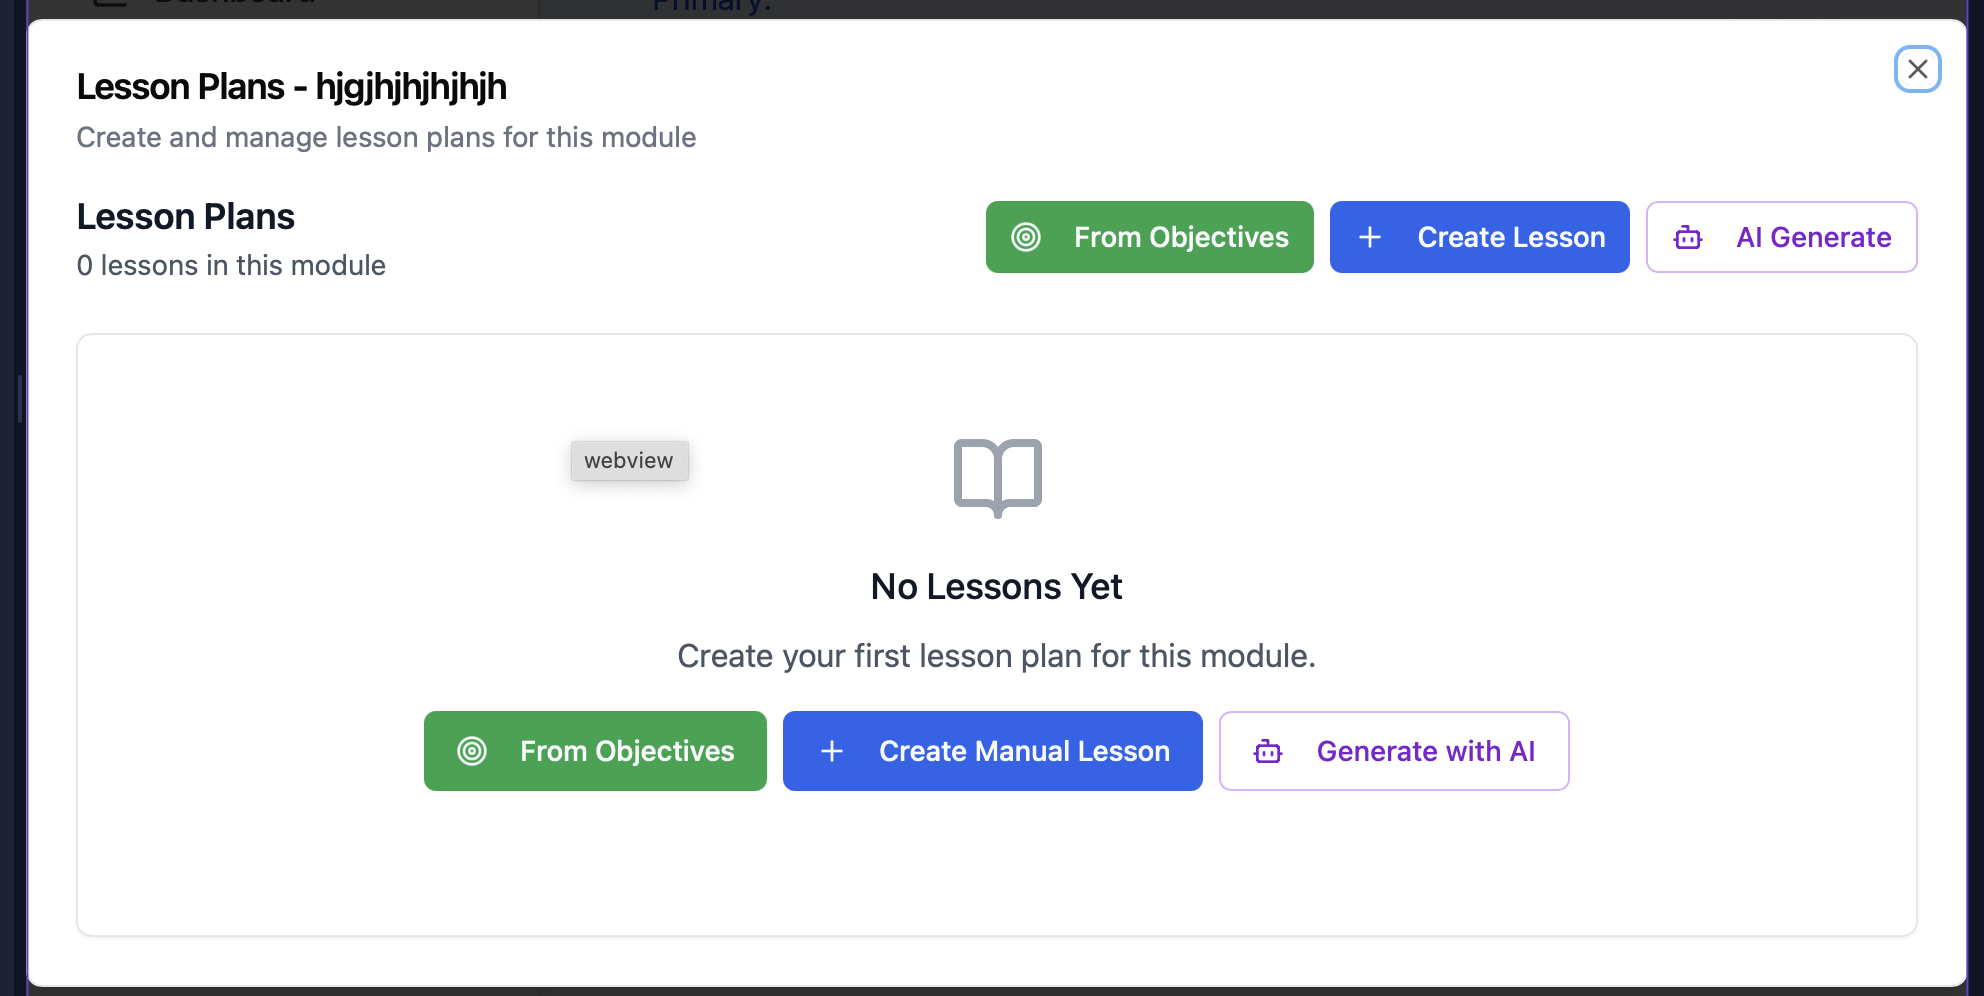 Primary:
Lesson Plans - hjgjhjhjhjhjh
Create and manage lesson plans for this module
Lesson Plans
0 lessons in this module
From Objectives
Create Lesson
AI Generate
webview
No Lessons Yet
Create your first lesson plan for this module.
From Objectives
Create Manual Lesson
Generate with AI